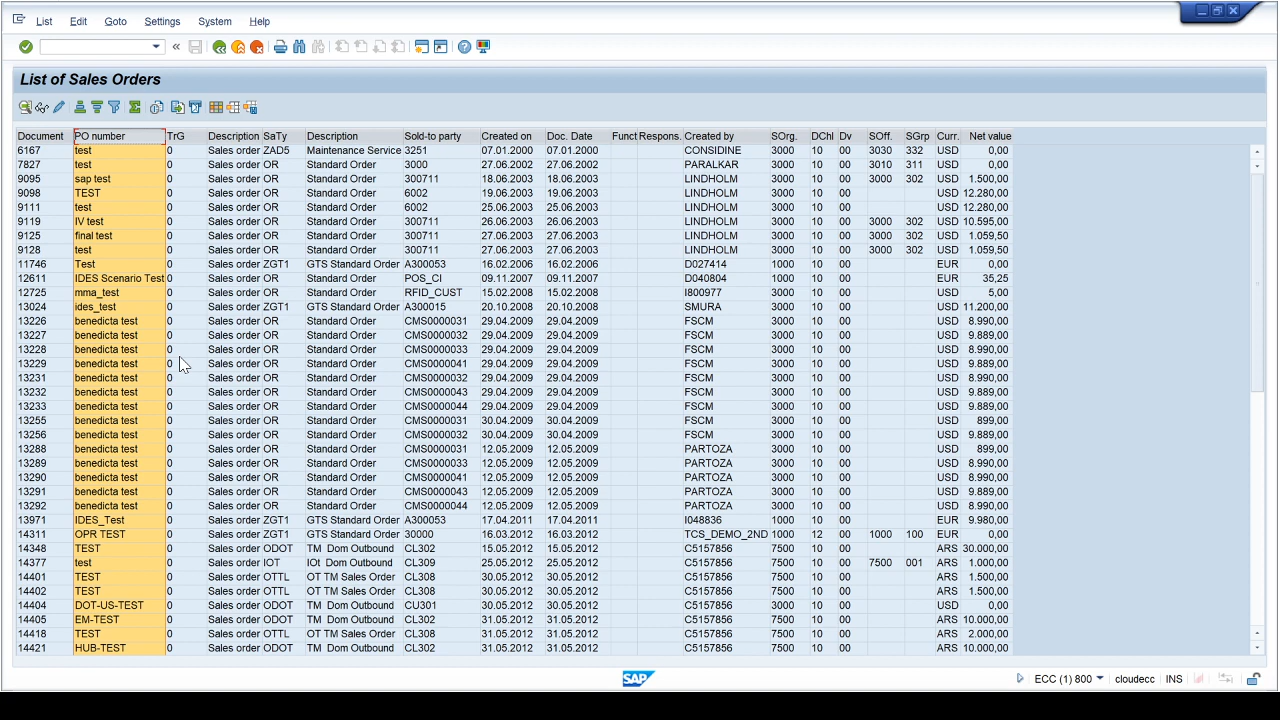 List Edit Goto Settings System Help
List of Sales Orders
Document PO number TrG Description SaTy Description Sold-to party Created on Doc. Date Funct Respons. Created by SOrg. DChl Dv SOff. SGrp Curr. Net value
6167 test 0 Sales order ZAD5 Maintenance Service 3251 07.01.2000 07.01.2000 CONSIDINE 3000 10 00 3030 332 USD 0,00
7827 test 0 Sales order OR Standard Order 3000 27.06.2002 27.06.2002 PARALKAR 3000 10 00 3010 311 USD 0,00
9095 sap test 0 Sales order OR Standard Order 300711 18.06.2003 18.06.2003 LINDHOLM 3000 10 00 3000 302 USD 1.500,00
9098 TEST 0 Sales order OR Standard Order 6002 19.06.2003 19.06.2003 LINDHOLM 3000 10 00 USD 12.280,00
9111 test 0 Sales order OR Standard Order 6002 25.06.2003 25.06.2003 LINDHOLM 3000 10 00 USD 12.280,00
9119 IV test 0 Sales order OR Standard Order 300711 26.06.2003 26.06.2003 LINDHOLM 3000 10 00 3000 302 USD 10.595,00
9125 final test 0 Sales order OR Standard Order 300711 27.06.2003 27.06.2003 LINDHOLM 3000 10 00 3000 302 USD 1.059,50
9128 test 0 Sales order OR Standard Order 300711 27.06.2003 27.06.2003 LINDHOLM 3000 10 00 3000 302 USD 1.059,50
11746 Test 0 Sales order ZGT1 GTS Standard Order A300053 16.02.2006 16.02.2006 D027414 1000 10 00 EUR 0,00
12611 IDES Scenario Test 0 Sales order OR Standard Order POS_CI 09.11.2007 09.11.2007 D040804 1000 10 00 EUR 35,25
12725 mma_test 0 Sales order OR Standard Order RFID_CUST 15.02.2008 15.02.2008 I800977 3000 10 00 USD 5,00
13024 ides_test 0 Sales order ZGT1 GTS Standard Order A300015 20.10.2008 20.10.2008 SMURA 3000 10 00 USD 11.200,00
13226 benedicta test 0 Sales order OR Standard Order CMS0000031 29.04.2009 29.04.2009 FSCM 3000 10 00 USD 8.990,00
13227 benedicta test 0 Sales order OR Standard Order CMS0000032 29.04.2009 29.04.2009 FSCM 3000 10 00 USD 9.889,00
13228 benedicta test 0 Sales order OR Standard Order CMS0000033 29.04.2009 29.04.2009 FSCM 3000 10 00 USD 8.990,00
13229 benedicta test 0 Sales order OR Standard Order CMS0000041 29.04.2009 29.04.2009 FSCM 3000 10 00 USD 9.889,00
13231 benedicta test 0 Sales order OR Standard Order CMS0000032 29.04.2009 29.04.2009 FSCM 3000 10 00 USD 8.990,00
13232 benedicta test 0 Sales order OR Standard Order CMS0000043 29.04.2009 29.04.2009 FSCM 3000 10 00 USD 9.889,00
13233 benedicta test 0 Sales order OR Standard Order CMS0000044 29.04.2009 29.04.2009 FSCM 3000 10 00 USD 9.889,00
13255 benedicta test 0 Sales order OR Standard Order CMS0000031 30.04.2009 30.04.2009 FSCM 3000 10 00 USD 899,00
13256 benedicta test 0 Sales order OR Standard Order CMS0000032 30.04.2009 30.04.2009 FSCM 3000 10 00 USD 9.889,00
13288 benedicta test 0 Sales order OR Standard Order CMS0000031 12.05.2009 12.05.2009 PARTOZA 3000 10 00 USD 899,00
13289 benedicta test 0 Sales order OR Standard Order CMS0000033 12.05.2009 12.05.2009 PARTOZA 3000 10 00 USD 8.990,00
13290 benedicta test 0 Sales order OR Standard Order CMS0000041 12.05.2009 12.05.2009 PARTOZA 3000 10 00 USD 8.990,00
13291 benedicta test 0 Sales order OR Standard Order CMS0000043 12.05.2009 12.05.2009 PARTOZA 3000 10 00 USD 9.889,00
13292 benedicta test 0 Sales order OR Standard Order CMS0000044 12.05.2009 12.05.2009 PARTOZA 3000 10 00 USD 8.990,00
13971 IDES_Test 0 Sales order ZGT1 GTS Standard Order A300053 17.04.2011 17.04.2011 I048836 1000 10 00 EUR 9.980,00
14311 OPR TEST 0 Sales order ZGT1 GTS Standard Order 30000 16.03.2012 16.03.2012 TCS_DEMO_2ND 1000 12 00 1000 100 EUR 0,00
14348 TEST 0 Sales order ODOT TM Dom Outbound CL302 15.05.2012 15.05.2012 C5157856 7500 10 00 ARS 30.000,00
14377 test 0 Sales order IOT IOt Dom Outbound CL309 25.05.2012 25.05.2012 C5157856 7500 10 00 7500 001 ARS 1.000,00
14401 TEST 0 Sales order OTTL OT TM Sales Order CL308 30.05.2012 30.05.2012 C5157856 7500 10 00 ARS 1.500,00
14402 TEST 0 Sales order OTTL OT TM Sales Order CL308 30.05.2012 30.05.2012 C5157856 7500 10 00 ARS 1.500,00
14404 DOT-US-TEST 0 Sales order ODOT TM Dom Outbound CU301 30.05.2012 30.05.2012 C5157856 3000 10 00 USD 0,00
14405 EM-TEST 0 Sales order ODOT TM Dom Outbound CL302 31.05.2012 31.05.2012 C5157856 7500 10 00 ARS 10.000,00
14418 TEST 0 Sales order OTTL OT TM Sales Order CL308 31.05.2012 31.05.2012 C5157856 7500 10 00 ARS 2.000,00
14421 HUB-TEST 0 Sales order ODOT TM Dom Outbound CL302 31.05.2012 31.05.2012 C5157856 7500 10 00 ARS 10.000,00
SAP ECC (1) 800 cloudecc INS